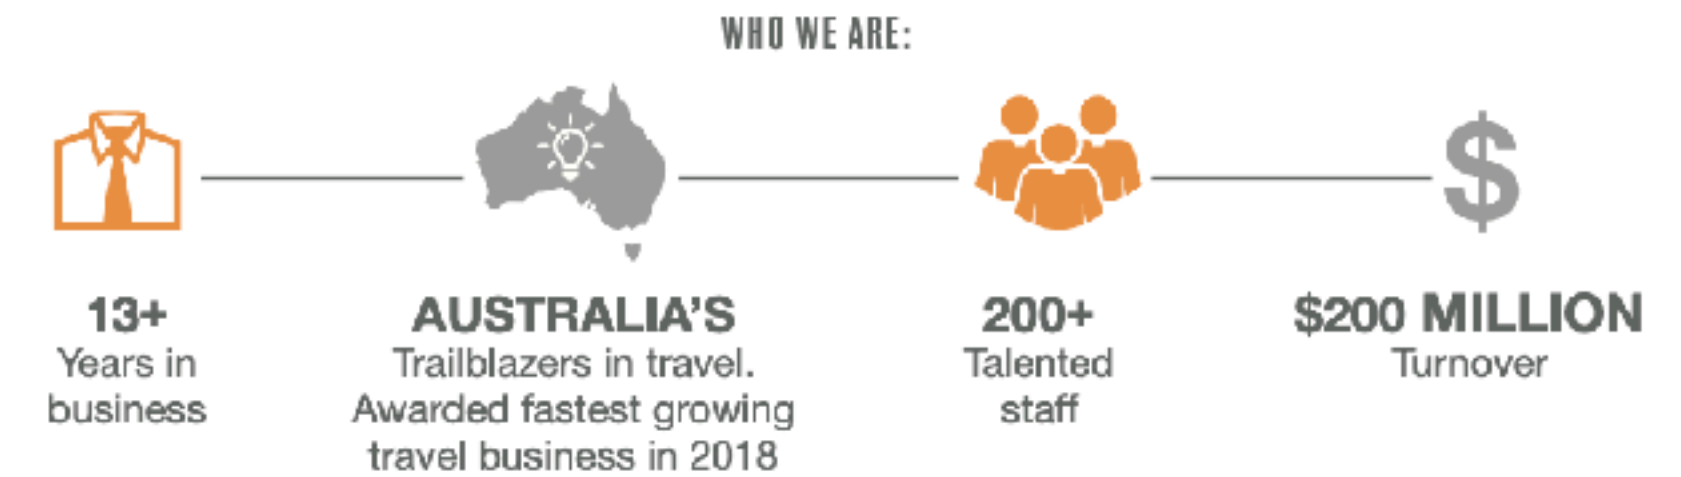 WHO WE ARE:
13+
Years in
business
AUSTRALIA'S
Trailblazers in travel.
Awarded fastest growing
travel business in 2018
200+
Talented
staff
$200 MILLION
Turnover